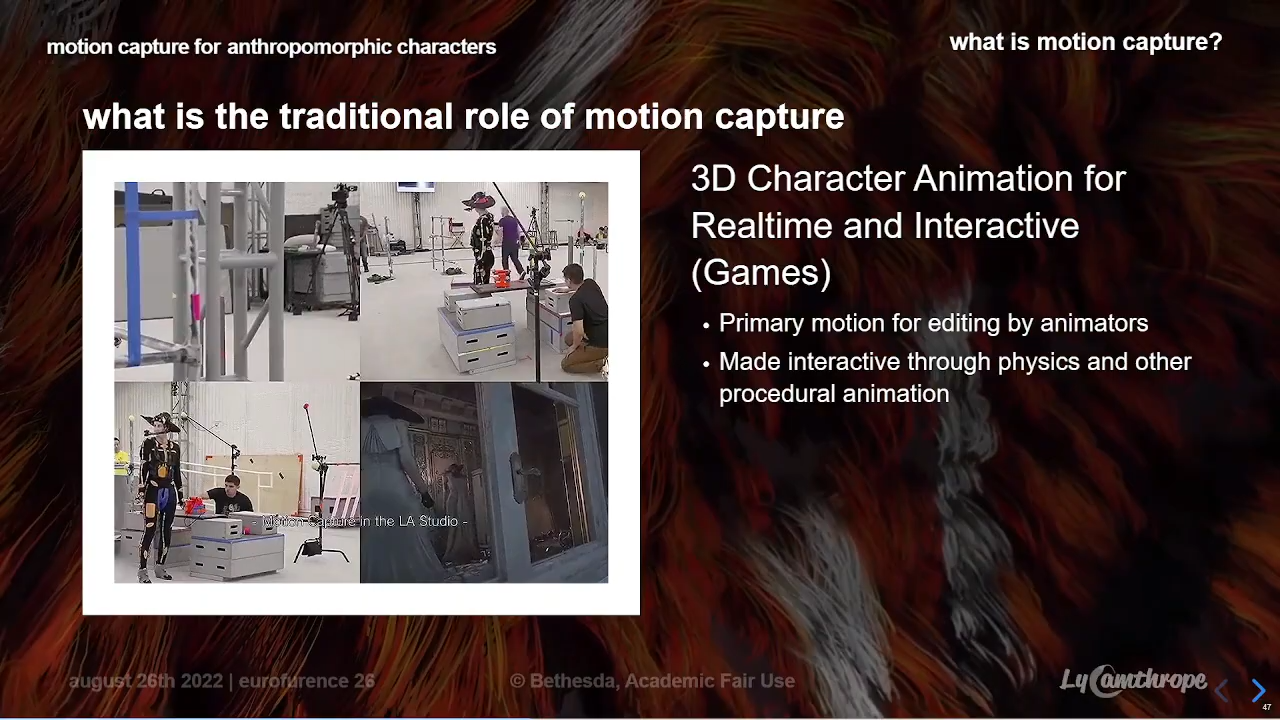 motion capture for anthropomorphic characters
what is motion capture?
what is the traditional role of motion capture
3D Character Animation for
Realtime and Interactive
(Games)
• Primary motion for editing by animators
• Made interactive through physics and other
procedural animation
- Motion Capture in the LA Studio -
august 26th 2022 | eurofurence 26
© Bethesda, Academic Fair Use
Lycamthrope
47